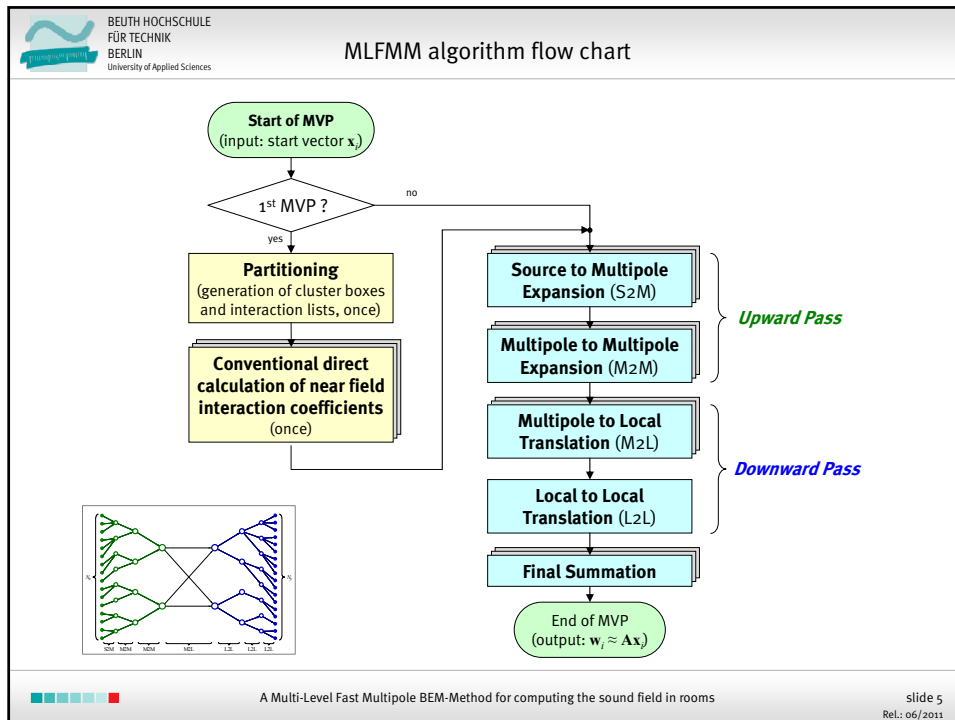 BEUTH HOCHSCHULE
FÜR TECHNIK
BERLIN
University of Applied Sciences
MLFMM algorithm flow chart
Start of MVP
(input: start vector xᵢ)
1ˢᵗ MVP ?
no
yes
Partitioning
(generation of cluster boxes
and interaction lists, once)
Conventional direct
calculation of near field
interaction coefficients
(once)
Source to Multipole
Expansion (S2M)
Multipole to Multipole
Expansion (M2M)
Upward Pass
Multipole to Local
Translation (M2L)
Local to Local
Translation (L2L)
Downward Pass
Final Summation
End of MVP
(output: wᵢ ≈ Axᵢ)
S2M M2M M2M M2L L2L L2L L2L
A Multi-Level Fast Multipole BEM-Method for computing the sound field in rooms
slide 5
Rel.: 06/2011